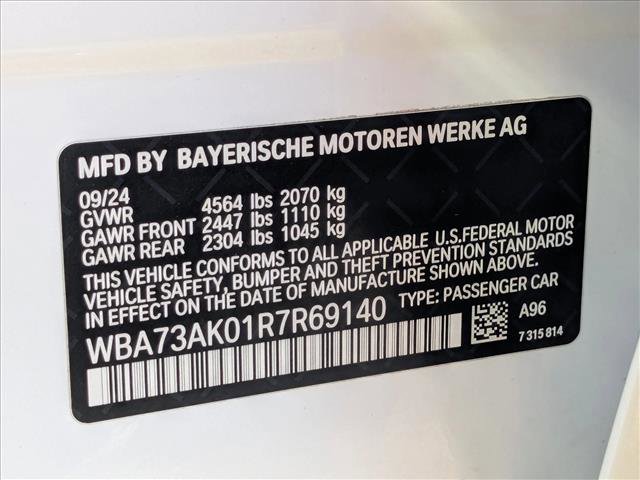 MFD BY BAYERISCHE MOTOREN WERKE AG
09/24
GVWR 4564 lbs 2070 kg
GAWR FRONT 2447 lbs 1110 kg
GAWR REAR 2304 lbs 1045 kg
THIS VEHICLE CONFORMS TO ALL APPLICABLE U.S.FEDERAL MOTOR
VEHICLE SAFETY, BUMPER AND THEFT PREVENTION STANDARDS
IN EFFECT ON THE DATE OF MANUFACTURE SHOWN ABOVE.
WBA73AK01R7R69140 TYPE: PASSENGER CAR
A96
7 315 814